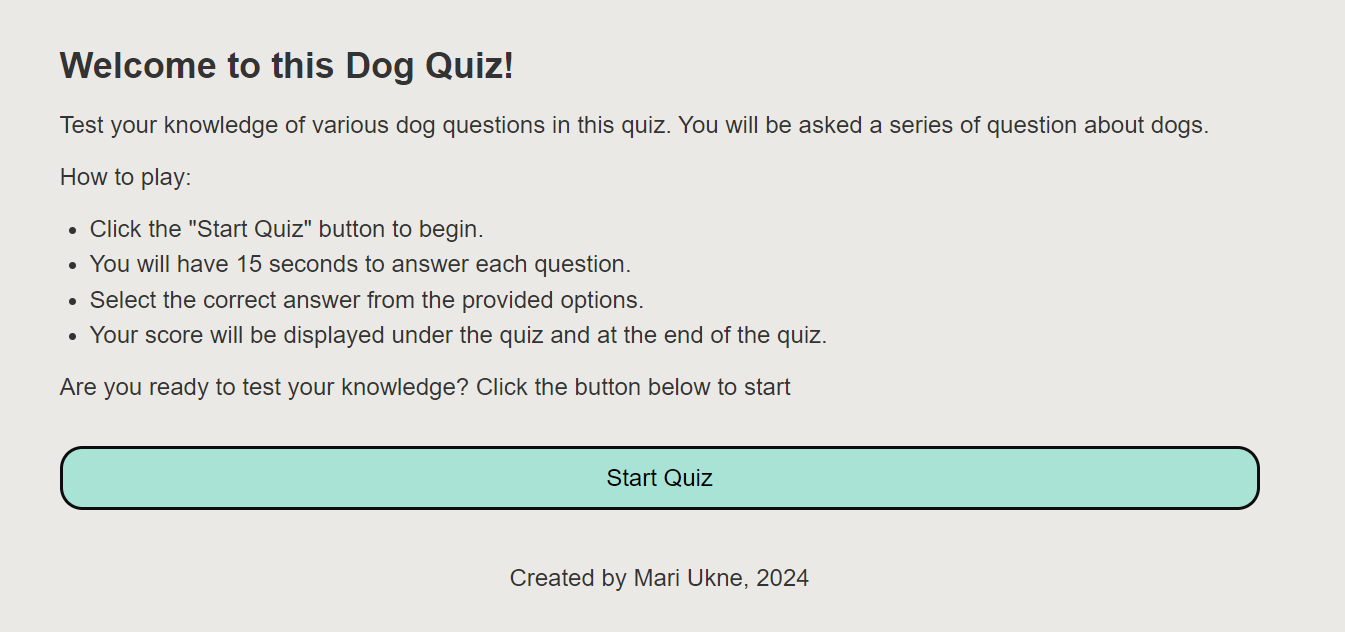 Welcome to this Dog Quiz!
Test your knowledge of various dog questions in this quiz. You will be asked a series of question about dogs.
How to play:
• Click the "Start Quiz" button to begin.
• You will have 15 seconds to answer each question.
• Select the correct answer from the provided options.
• Your score will be displayed under the quiz and at the end of the quiz.
Are you ready to test your knowledge? Click the button below to start
Start Quiz
Created by Mari Ukne, 2024